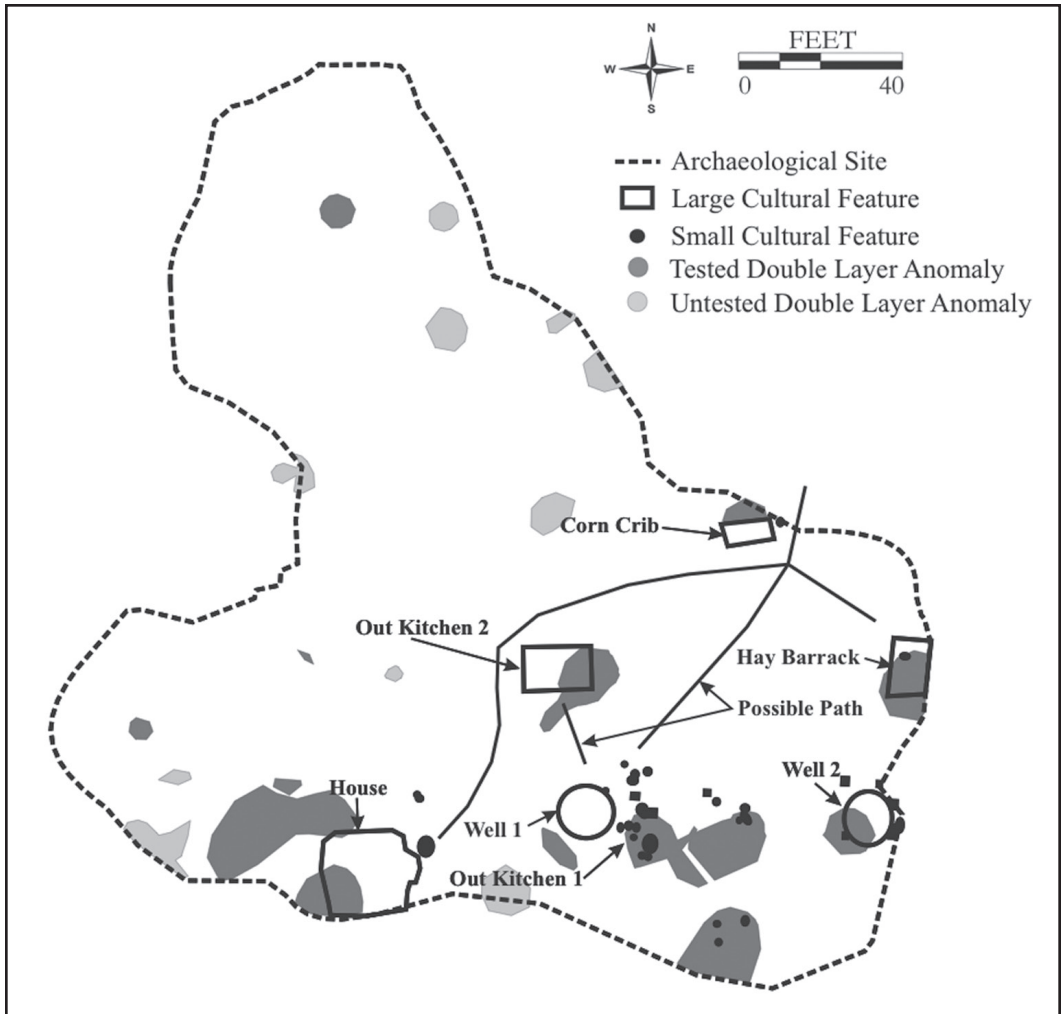 N
W E
S
FEET
0 40
Archaeological Site
Large Cultural Feature
Small Cultural Feature
Tested Double Layer Anomaly
Untested Double Layer Anomaly
Corn Crib
Out Kitchen 2
Hay Barrack
Possible Path
Well 2
House
Well 1
Out Kitchen 1